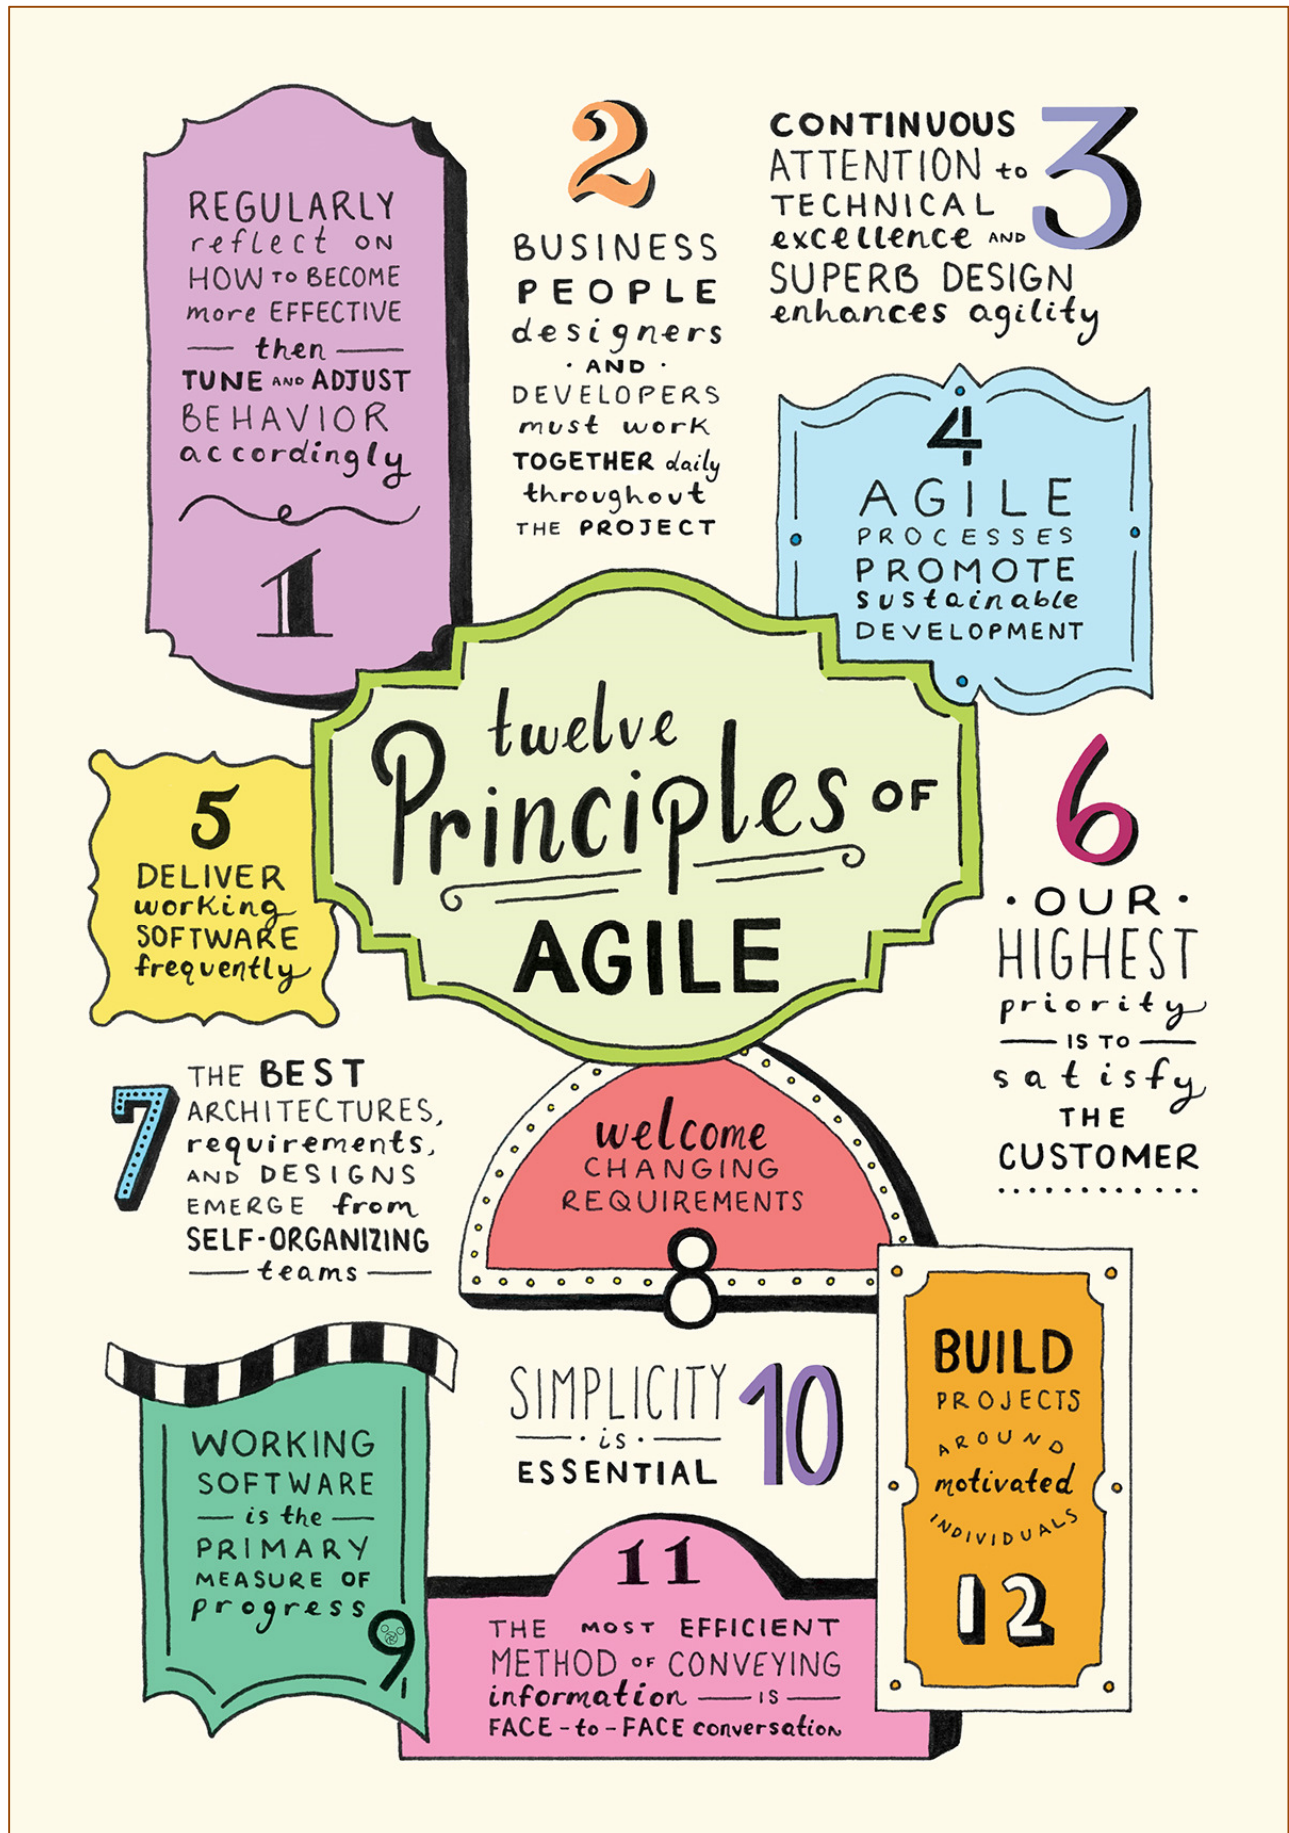 REGULARLY
reflect ON
HOW TO BECOME
more EFFECTIVE
then
TUNE AND ADJUST
BEHAVIOR
accordingly
1
2
BUSINESS
PEOPLE
designers
· AND ·
DEVELOPERS
must work
TOGETHER daily
throughout
THE PROJECT
3
CONTINUOUS
ATTENTION to
TECHNICAL
excellence AND
SUPERB DESIGN
enhances agility
4
AGILE
PROCESSES
PROMOTE
sustainable
DEVELOPMENT
twelve
Principles OF
AGILE
5
DELIVER
working
SOFTWARE
frequently
6
· OUR ·
HIGHEST
priority
IS TO
satisfy
THE
CUSTOMER
7
THE BEST
ARCHITECTURES,
requirements,
AND DESIGNS
EMERGE from
SELF-ORGANIZING
teams
welcome
CHANGING
REQUIREMENTS
8
WORKING
SOFTWARE
is the
PRIMARY
MEASURE OF
progress
9
SIMPLICITY
· is ·
ESSENTIAL
10
11
THE MOST EFFICIENT
METHOD OF CONVEYING
information — IS —
FACE-to-FACE conversation
BUILD
PROJECTS
AROUND
motivated
INDIVIDUALS
12